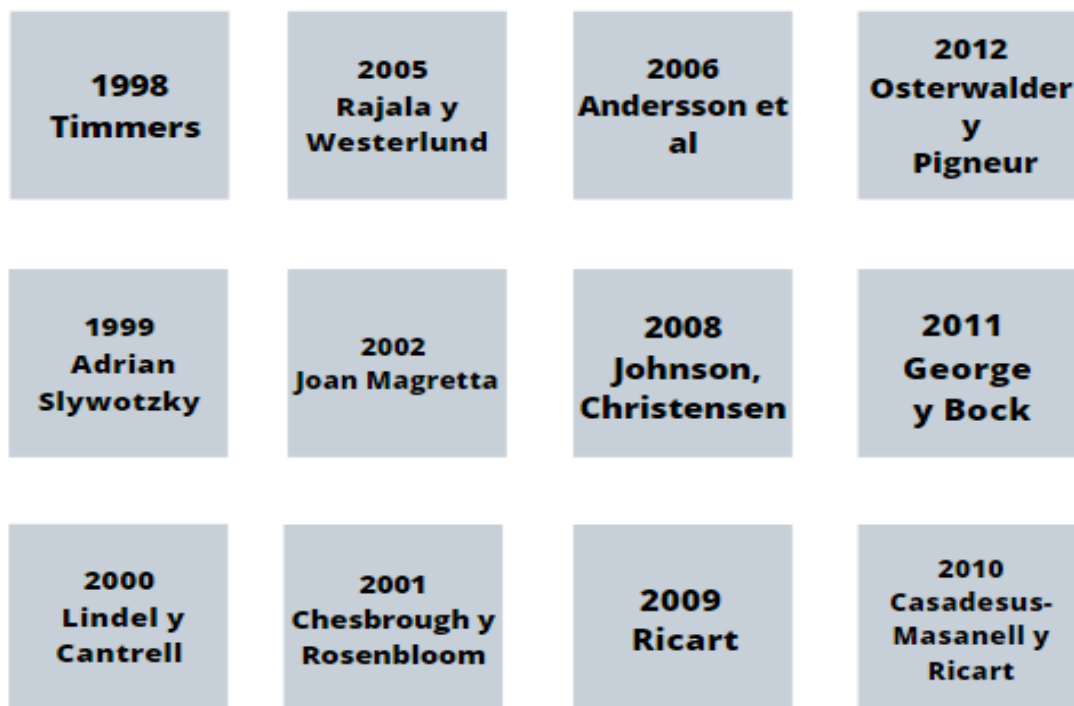 1998
Timmers
2005
Rajala y
Westerlund
2006
Andersson et
al
2012
Osterwalder
y
Pigneur
1999
Adrian
Slywotzky
2002
Joan Magretta
2008
Johnson,
Christensen
2011
George
y Bock
2000
Lindel y
Cantrell
2001
Chesbrough y
Rosenbloom
2009
Ricart
2010
Casadesus-
Masanell y
Ricart